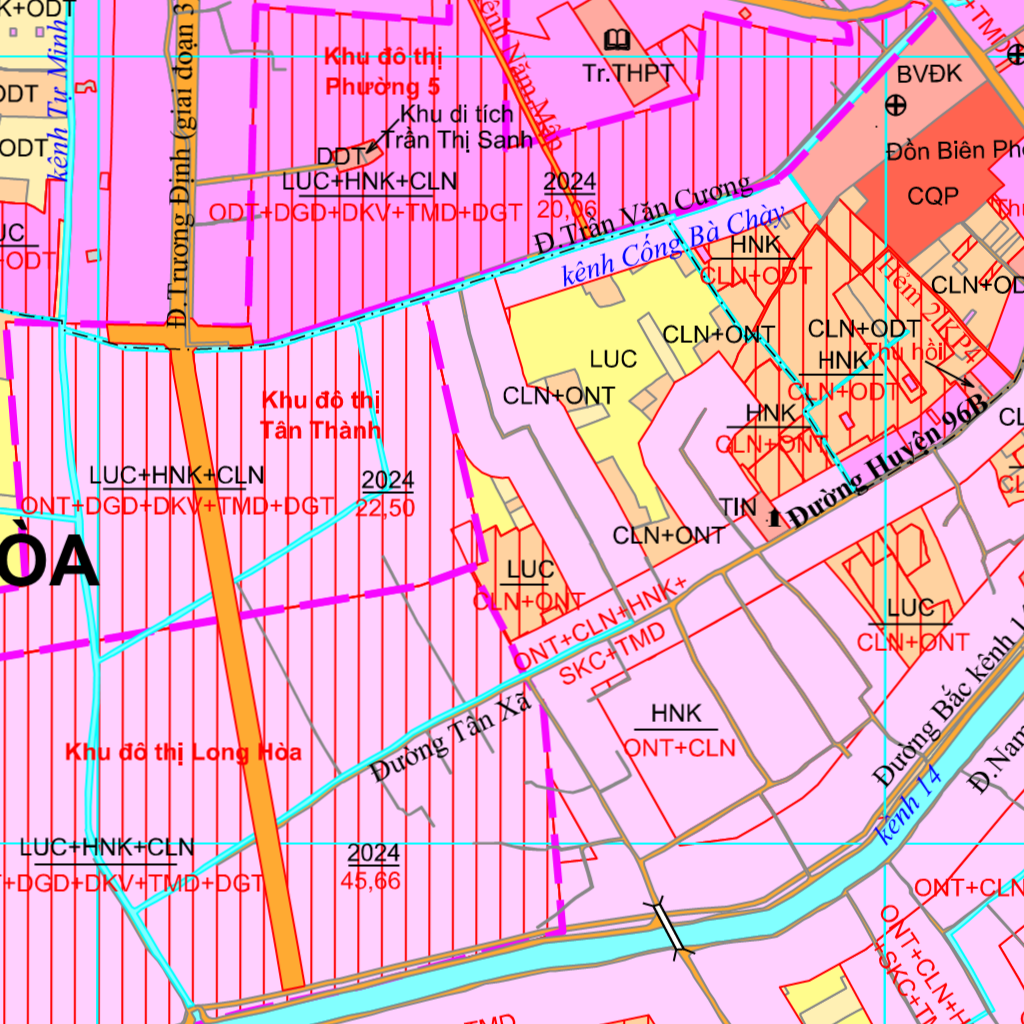 K+ODT
kênh Tư Minh
ODT
ODT
LUC
+ODT
Đ.Trương Định (giai đoạn 3
Khu đô thị
Phường 5
Khu di tích
Trần Thị Sanh
DDT
LUC+HNK+CLN
ODT+DGD+DKV+TMD+DGT
2024
20,06
kênh Năm Mập
Tr.THPT
+TMD
BVĐK
Đồn Biên Phò
CQP
Đ.Trần Văn Cương
kênh Cống Bà Chày
HNK
CLN+ODT
Hẻm 2 KP4
CLN+OD
CLN+ODT
HNK
CLN+ODT
Thu hồi
CLN+ONT
LUC
CLN+ONT
HNK
CLN+ONT
Đường Huyện 96B
CL
CL
TIN
CLN+ONT
Khu đô thị
Tân Thành
LUC+HNK+CLN
ONT+DGD+DKV+TMD+DGT
2024
22,50
ÒA
LUC
CLN+ONT
ONT+CLN+HNK+
SKC+TMD
LUC
CLN+ONT
HNK
ONT+CLN
Đường Tân Xã
Khu đô thị Long Hòa
LUC+HNK+CLN
+DGD+DKV+TMD+DGT
2024
45,66
Đường Bắc kênh 14
kênh 14
Đ.Nam
ONT+CLN
ONT+CLN+H
+SKC+TM
TMD